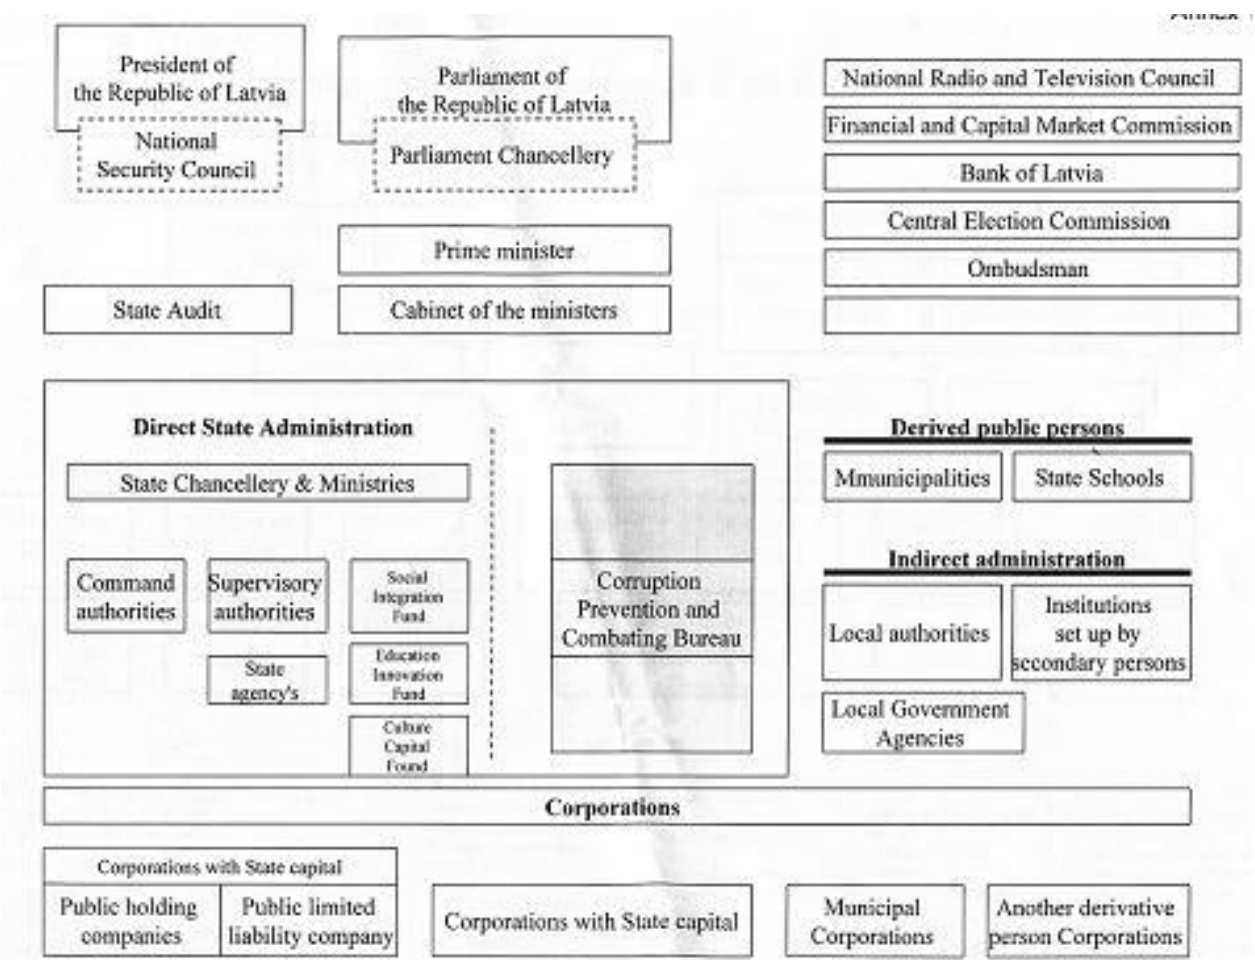 Annex
President of
the Republic of Latvia
National
Security Council
Parliament of
the Republic of Latvia
Parliament Chancellery
National Radio and Television Council
Financial and Capital Market Commission
Bank of Latvia
Central Election Commission
Ombudsman
Prime minister
State Audit
Cabinet of the ministers
Direct State Administration
State Chancellery & Ministries
Command
authorities
Supervisory
authorities
Social
Integration
Fund
State
agency's
Education
Innovation
Fund
Culture
Capital
Found
Corruption
Prevention and
Combating Bureau
Derived public persons
Mmunicipalities
State Schools
Indirect administration
Local authorities
Institutions
set up by
secondary persons
Local Government
Agencies
Corporations
Corporations with State capital
Public holding
companies
Public limited
liability company
Corporations with State capital
Municipal
Corporations
Another derivative
person Corporations